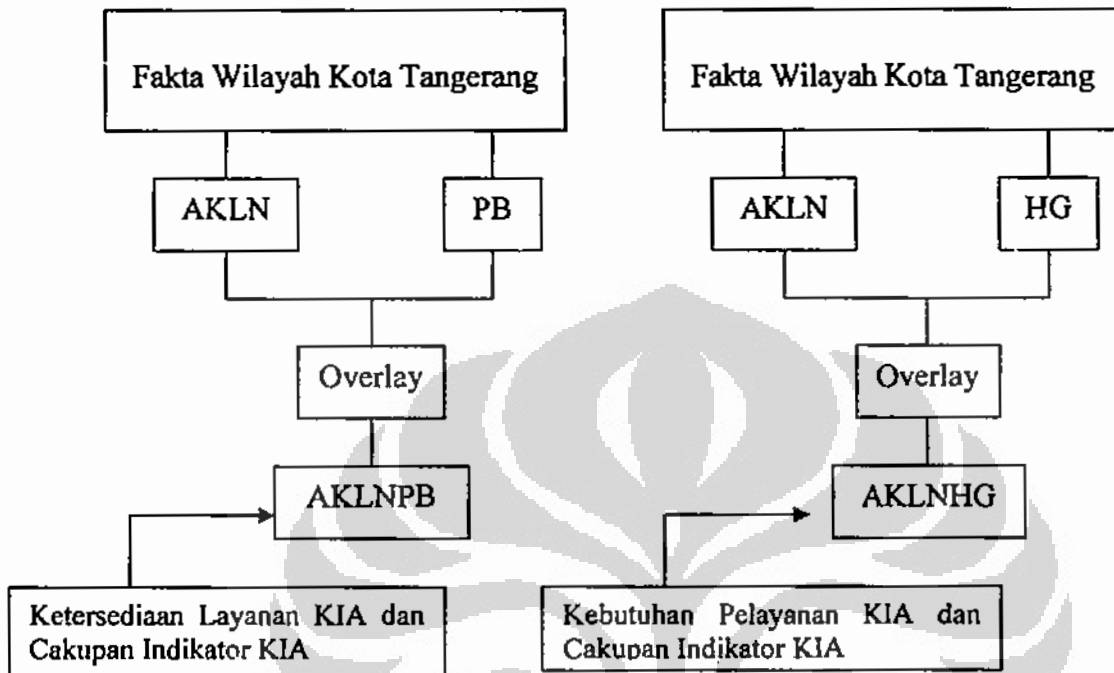 Fakta Wilayah Kota Tangerang
AKLN
PB
Overlay
AKLNPB
Ketersediaan Layanan KIA dan
Cakupan Indikator KIA
Fakta Wilayah Kota Tangerang
AKLN
HG
Overlay
AKLNHG
Kebutuhan Pelayanan KIA dan
Cakupan Indikator KIA